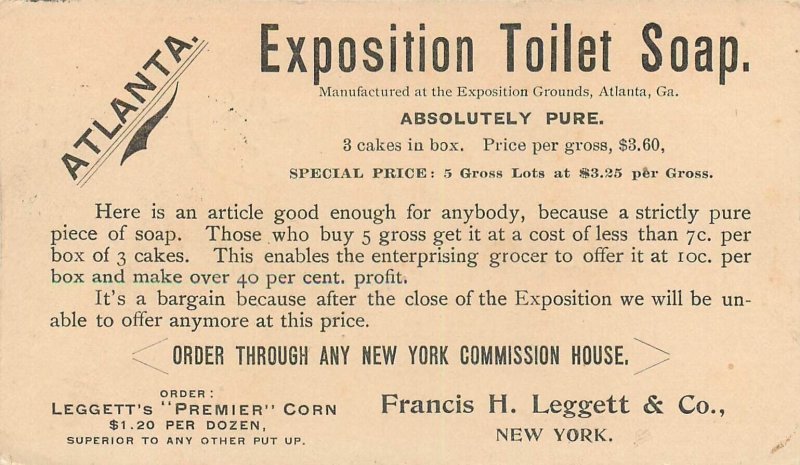 ATLANTA.
Exposition Toilet Soap.
Manufactured at the Exposition Grounds, Atlanta, Ga.
ABSOLUTELY PURE.
3 cakes in box. Price per gross, $3.60,
SPECIAL PRICE: 5 Gross Lots at $3.25 per Gross.
Here is an article good enough for anybody, because a strictly pure
piece of soap. Those who buy 5 gross get it at a cost of less than 7c. per
box of 3 cakes. This enables the enterprising grocer to offer it at 10c. per
box and make over 40 per cent. profit.
It's a bargain because after the close of the Exposition we will be un-
able to offer anymore at this price.
ORDER THROUGH ANY NEW YORK COMMISSION HOUSE.
ORDER:
LEGGETT'S "PREMIER" CORN
$1.20 PER DOZEN,
SUPERIOR TO ANY OTHER PUT UP.
Francis H. Leggett & Co.,
NEW YORK.